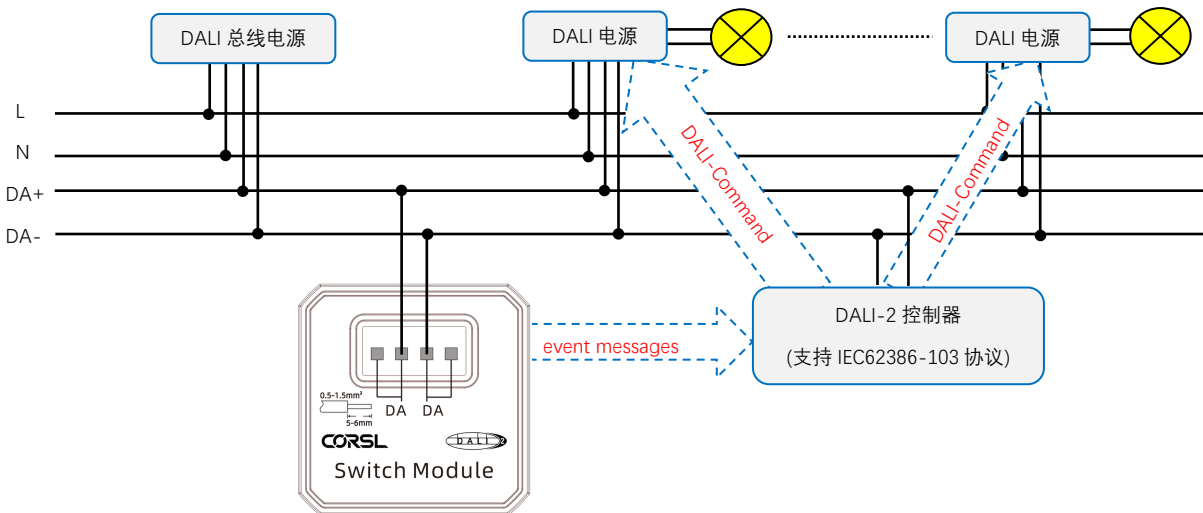 DALI 总线电源
DALI 电源
DALI 电源
L
N
DA+
DA-
DALI-Command
DALI-Command
DALI-2 控制器
(支持 IEC62386-103 协议)
event messages
0.5-1.5mm²
5-6mm
DA DA
CORSL
DALI 2
Switch Module